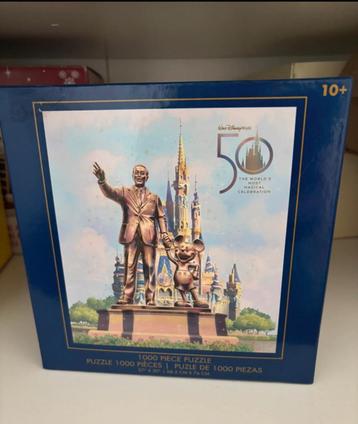 10+
Walt Disney World
50
THE WORLD'S
MOST
MAGICAL
CELEBRATION
1000 PIECE PUZZLE
PUZZLE 1000 PIÈCES | PUZLE DE 1000 PIEZAS